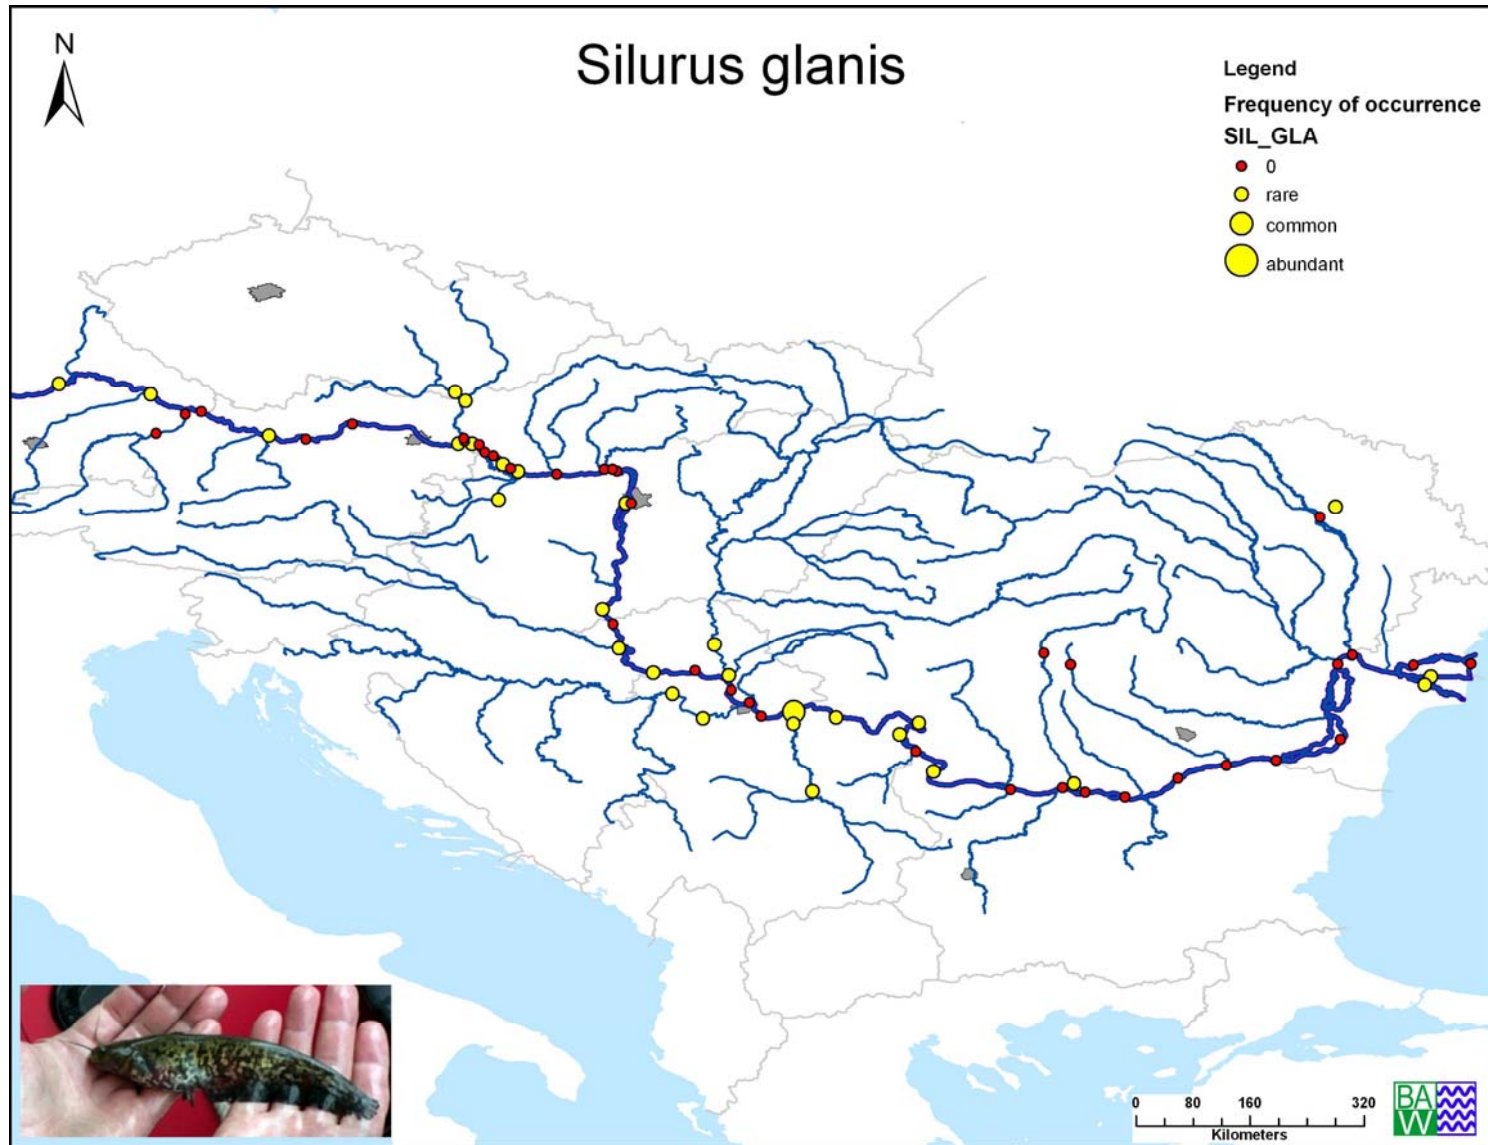 N
Silurus glanis
Legend
Frequency of occurrence
SIL_GLA
0
rare
common
abundant
0 80 160 320
Kilometers
BA
W